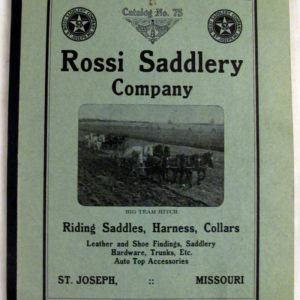 Catalog No. 75
Rossi Saddlery
Company
BIG TEAM HITCH
Riding Saddles, Harness, Collars
Leather and Shoe Findings, Saddlery
Hardware, Trunks, Etc.
Auto Top Accessories
ST. JOSEPH, :: MISSOURI